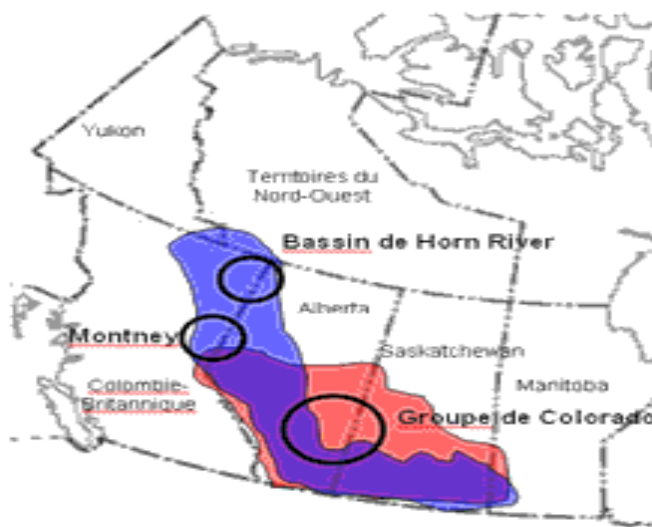 Yukon
Territoires du
Nord-Ouest
Bassin de Horn River
Alberta
Montney
Saskatchewan
Colombie-
Britannique
Manitoba
Groupe de Colorado